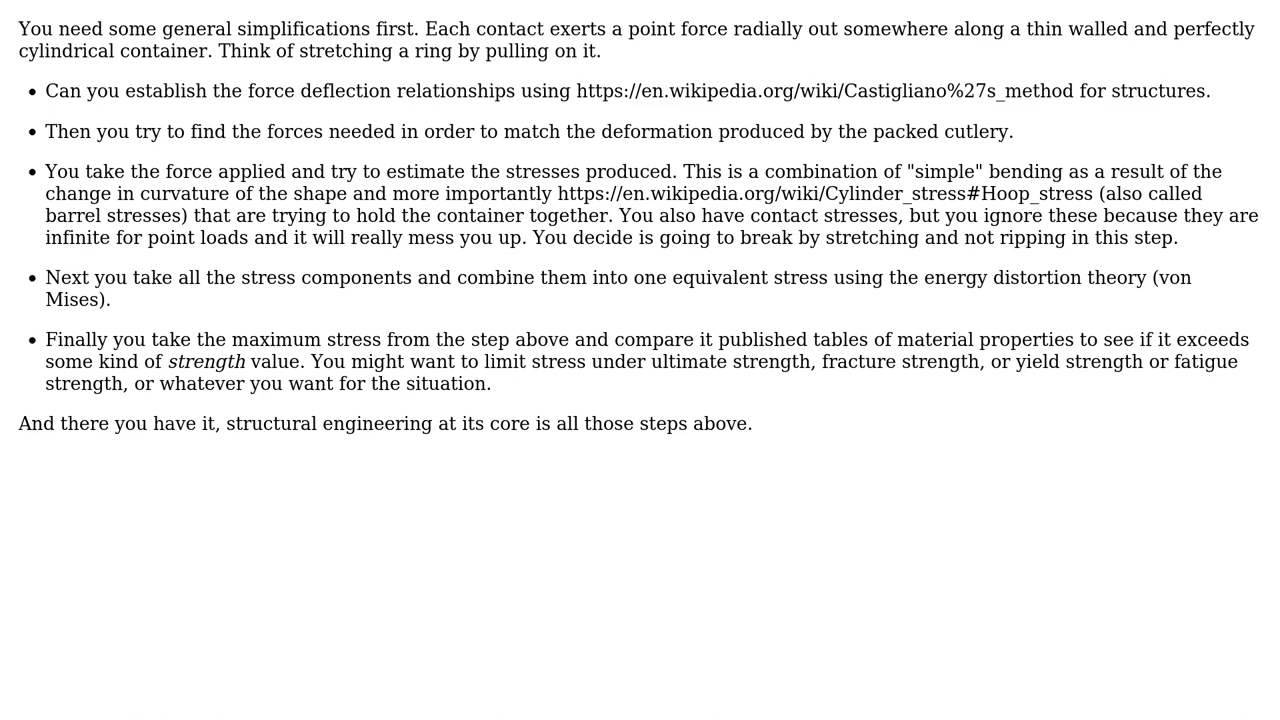 You need some general simplifications first. Each contact exerts a point force radially out somewhere along a thin walled and perfectly
cylindrical container. Think of stretching a ring by pulling on it.
• Can you establish the force deflection relationships using https://en.wikipedia.org/wiki/Castigliano%27s_method for structures.
• Then you try to find the forces needed in order to match the deformation produced by the packed cutlery.
• You take the force applied and try to estimate the stresses produced. This is a combination of "simple" bending as a result of the
change in curvature of the shape and more importantly https://en.wikipedia.org/wiki/Cylinder_stress#Hoop_stress (also called
barrel stresses) that are trying to hold the container together. You also have contact stresses, but you ignore these because they are
infinite for point loads and it will really mess you up. You decide is going to break by stretching and not ripping in this step.
• Next you take all the stress components and combine them into one equivalent stress using the energy distortion theory (von
Mises).
• Finally you take the maximum stress from the step above and compare it published tables of material properties to see if it exceeds
some kind of strength value. You might want to limit stress under ultimate strength, fracture strength, or yield strength or fatigue
strength, or whatever you want for the situation.
And there you have it, structural engineering at its core is all those steps above.